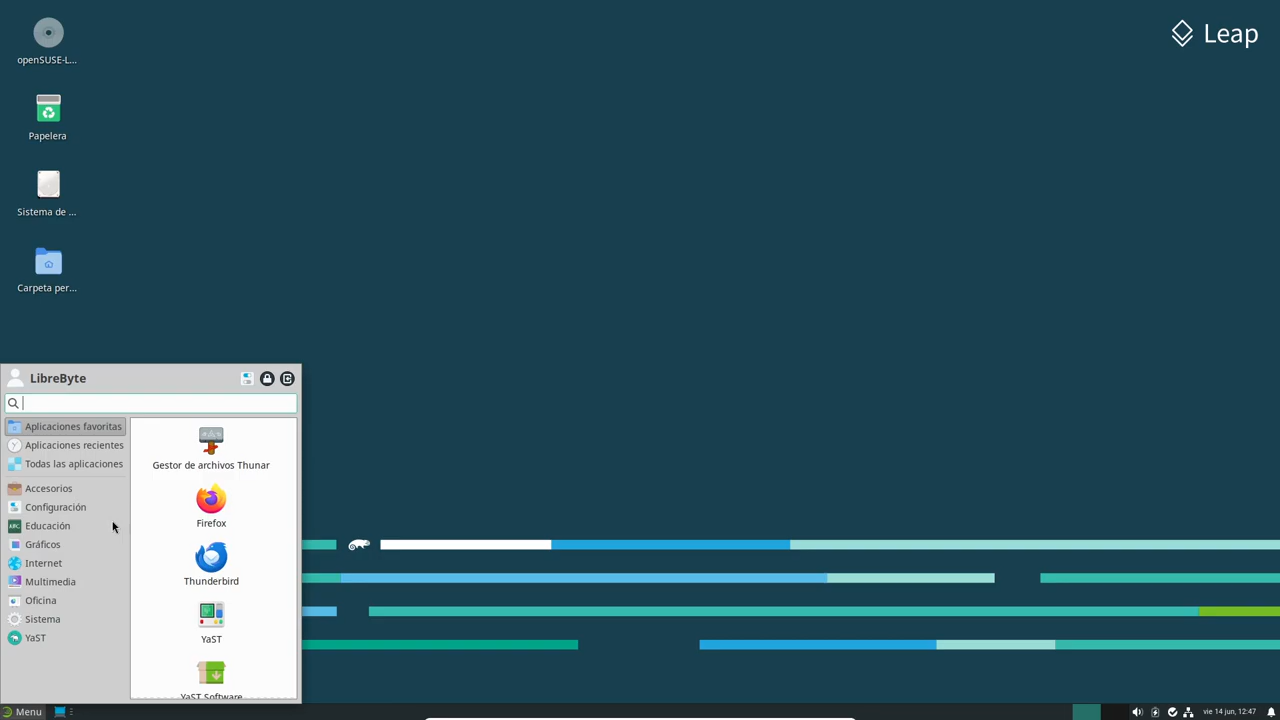 openSUSE-L...
Leap
Papelera
Sistema de ...
Carpeta per...
LibreByte
Aplicaciones favoritas
Aplicaciones recientes
Todas las aplicaciones
Accesorios
Configuración
Educación
Gráficos
Internet
Multimedia
Oficina
Sistema
YaST
Gestor de archivos Thunar
Firefox
Thunderbird
YaST
YaST Software
Menu
vie 14 jun, 12:47